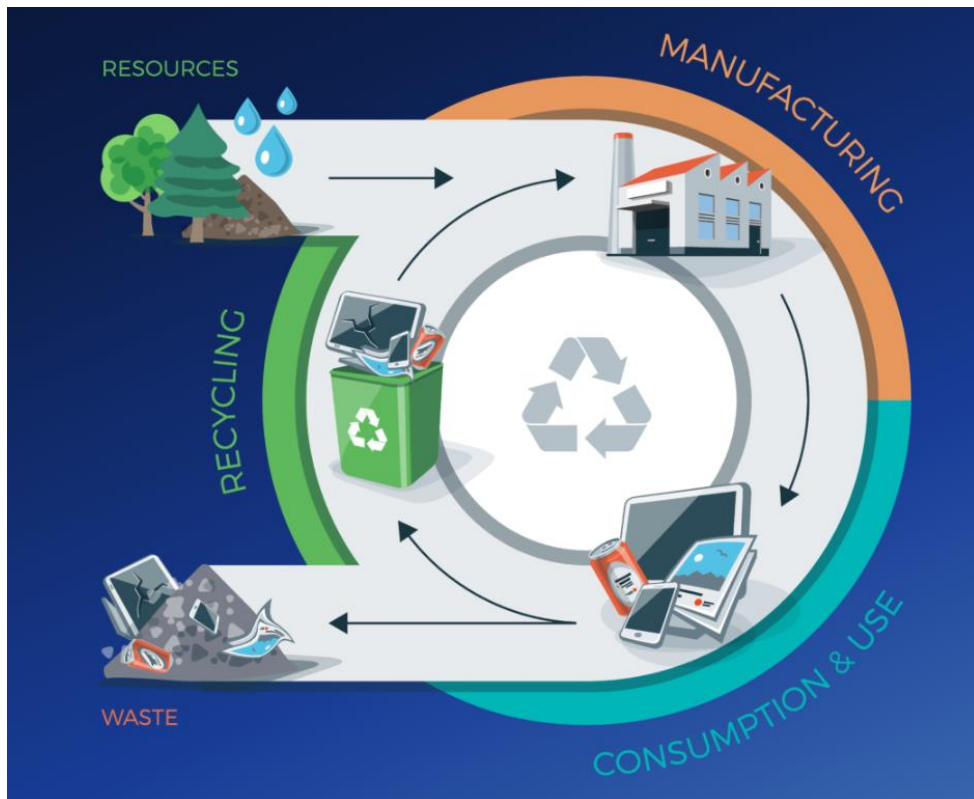 RESOURCES
MANUFACTURING
RECYCLING
WASTE
CONSUMPTION & USE